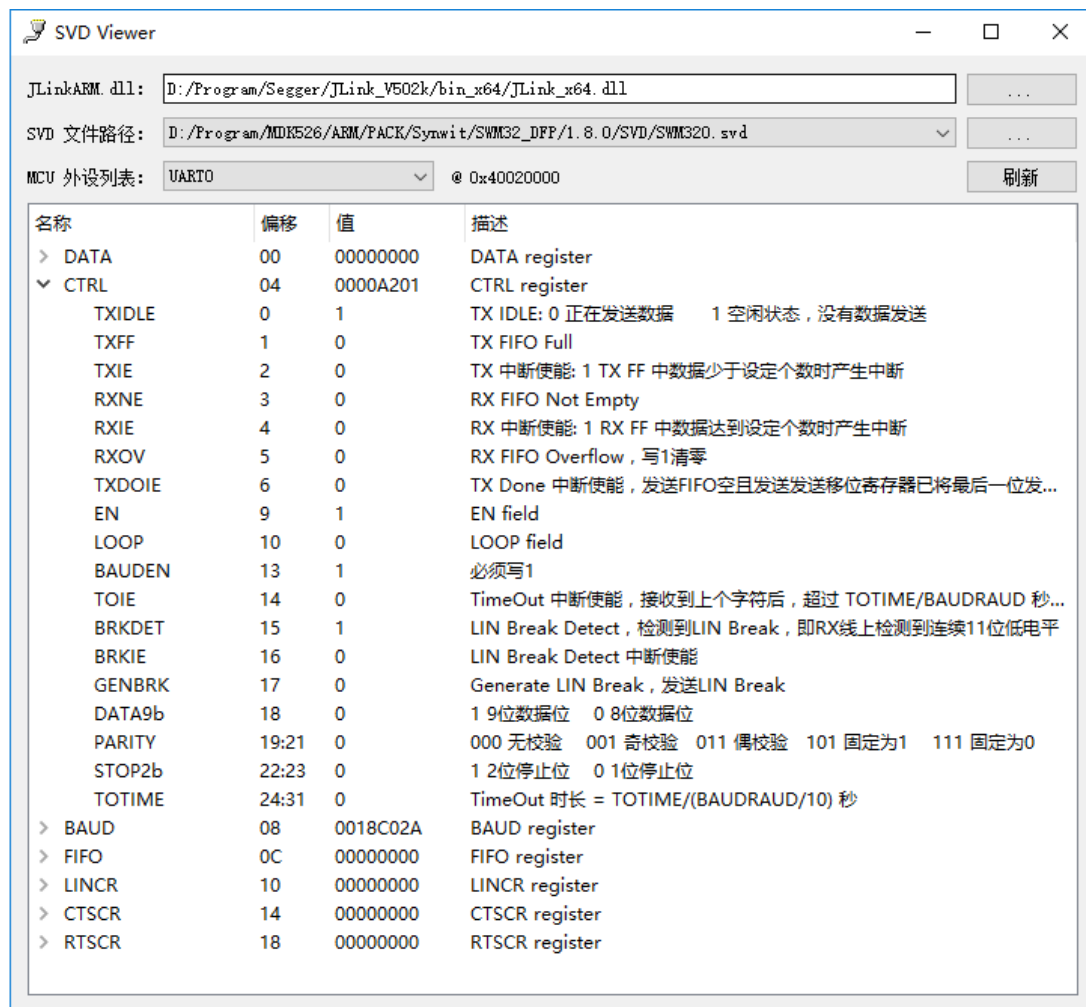 SVD Viewer
JLinkARM.dll: D:/Program/Segger/JLink_V502k/bin_x64/JLink_x64.dll ...
SVD 文件路径: D:/Program/MDK526/ARM/PACK/Synwit/SWM32_DFP/1.8.0/SVD/SWM320.svd ...
MCU 外设列表: UART0 @ 0x40020000 刷新
名称 偏移 值 描述
DATA 00 00000000 DATA register
CTRL 04 0000A201 CTRL register
TXIDLE 0 1 TX IDLE: 0 正在发送数据 1 空闲状态，没有数据发送
TXFF 1 0 TX FIFO Full
TXIE 2 0 TX 中断使能: 1 TX FF 中数据少于设定个数时产生中断
RXNE 3 0 RX FIFO Not Empty
RXIE 4 0 RX 中断使能: 1 RX FF 中数据达到设定个数时产生中断
RXOV 5 0 RX FIFO Overflow，写1清零
TXDOIE 6 0 TX Done 中断使能，发送FIFO空且发送发送移位寄存器已将最后一位发...
EN 9 1 EN field
LOOP 10 0 LOOP field
BAUDEN 13 1 必须写1
TOIE 14 0 TimeOut 中断使能，接收到上个字符后，超过 TOTIME/BAUDRAUD 秒...
BRKDET 15 1 LIN Break Detect，检测到LIN Break，即RX线上检测到连续11位低电平
BRKIE 16 0 LIN Break Detect 中断使能
GENBRK 17 0 Generate LIN Break，发送LIN Break
DATA9b 18 0 1 9位数据位 0 8位数据位
PARITY 19:21 0 000 无校验 001 奇校验 011 偶校验 101 固定为1 111 固定为0
STOP2b 22:23 0 1 2位停止位 0 1位停止位
TOTIME 24:31 0 TimeOut 时长 = TOTIME/(BAUDRAUD/10) 秒
BAUD 08 0018C02A BAUD register
FIFO 0C 00000000 FIFO register
LINCR 10 00000000 LINCR register
CTSCR 14 00000000 CTSCR register
RTSCR 18 00000000 RTSCR register